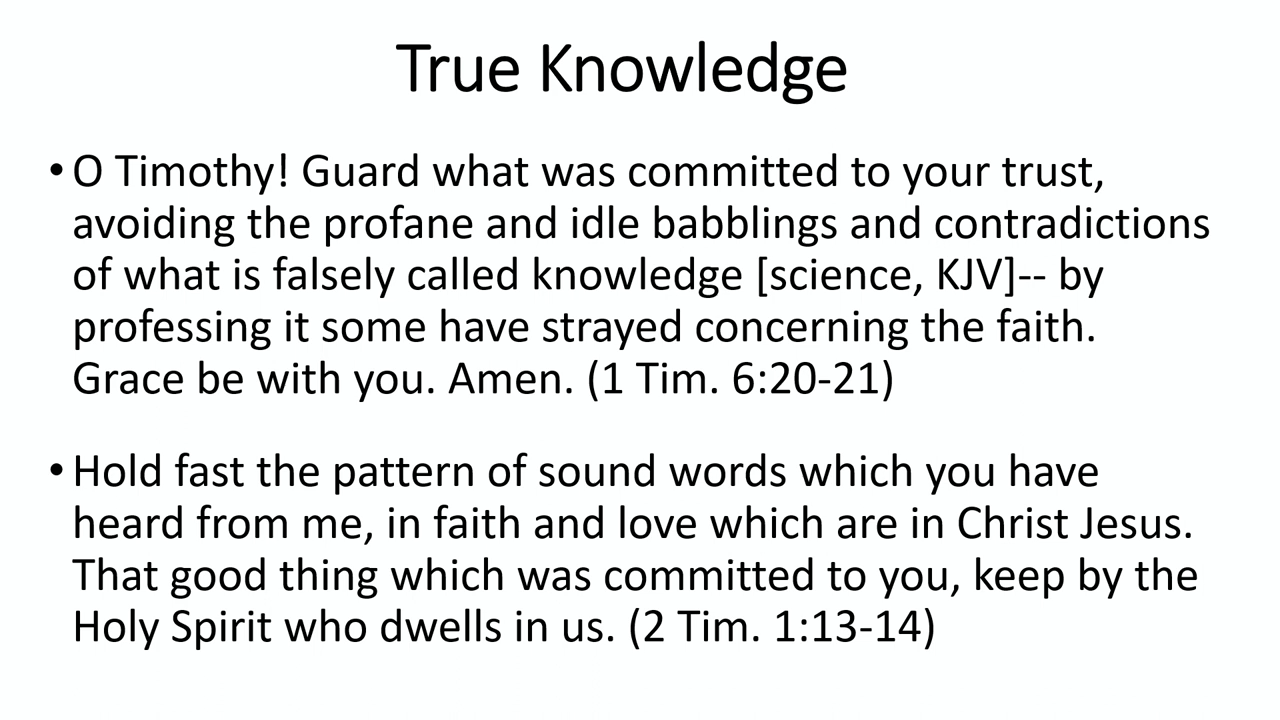 True Knowledge
• O Timothy! Guard what was committed to your trust,
avoiding the profane and idle babblings and contradictions
of what is falsely called knowledge [science, KJV]-- by
professing it some have strayed concerning the faith.
Grace be with you. Amen. (1 Tim. 6:20-21)
• Hold fast the pattern of sound words which you have
heard from me, in faith and love which are in Christ Jesus.
That good thing which was committed to you, keep by the
Holy Spirit who dwells in us. (2 Tim. 1:13-14)